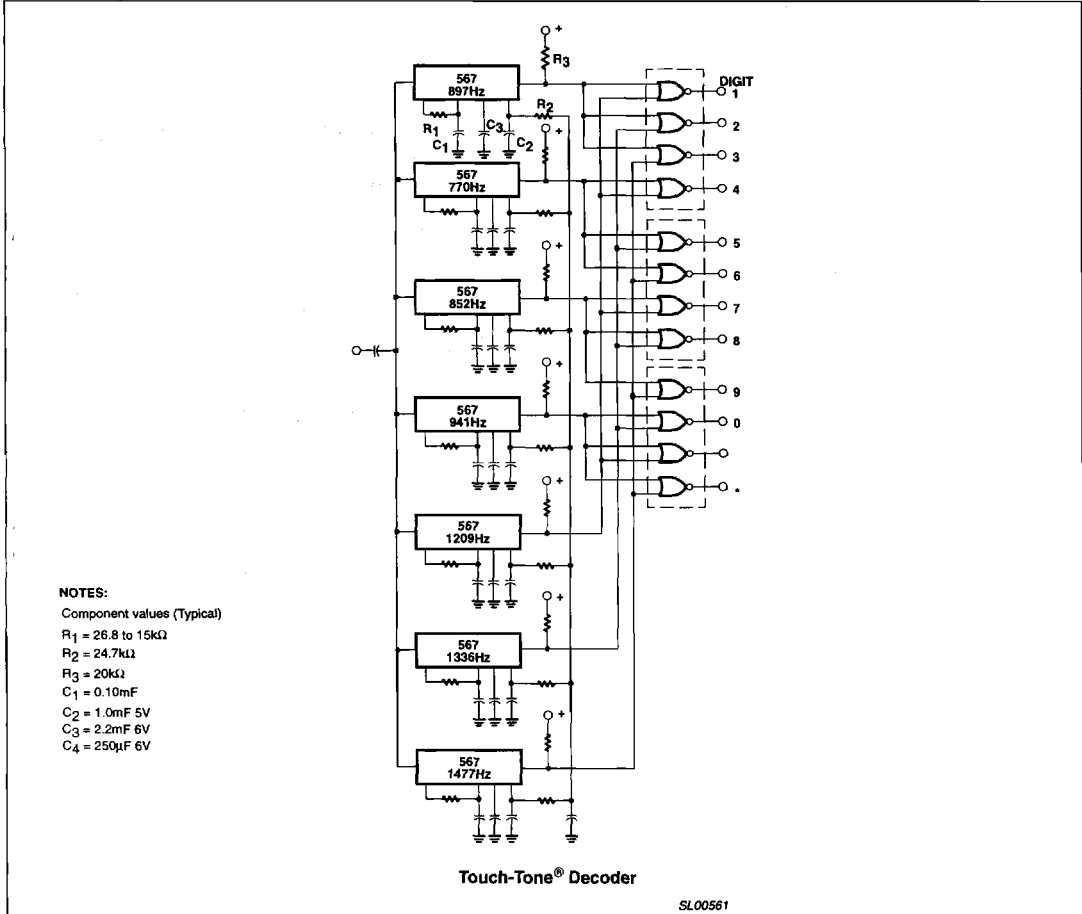 +
R3
567
897Hz
R1
C1
C3
C2
R2
+
DIGIT
1
2
3
4
567
770Hz
+
5
6
7
8
567
852Hz
+
9
0
*
567
941Hz
+
567
1209Hz
+
567
1336Hz
+
567
1477Hz
NOTES:
Component values (Typical)
R1 = 26.8 to 15kΩ
R2 = 24.7kΩ
R3 = 20kΩ
C1 = 0.10mF
C2 = 1.0mF 5V
C3 = 2.2mF 6V
C4 = 250µF 6V
Touch-Tone® Decoder
SL00561